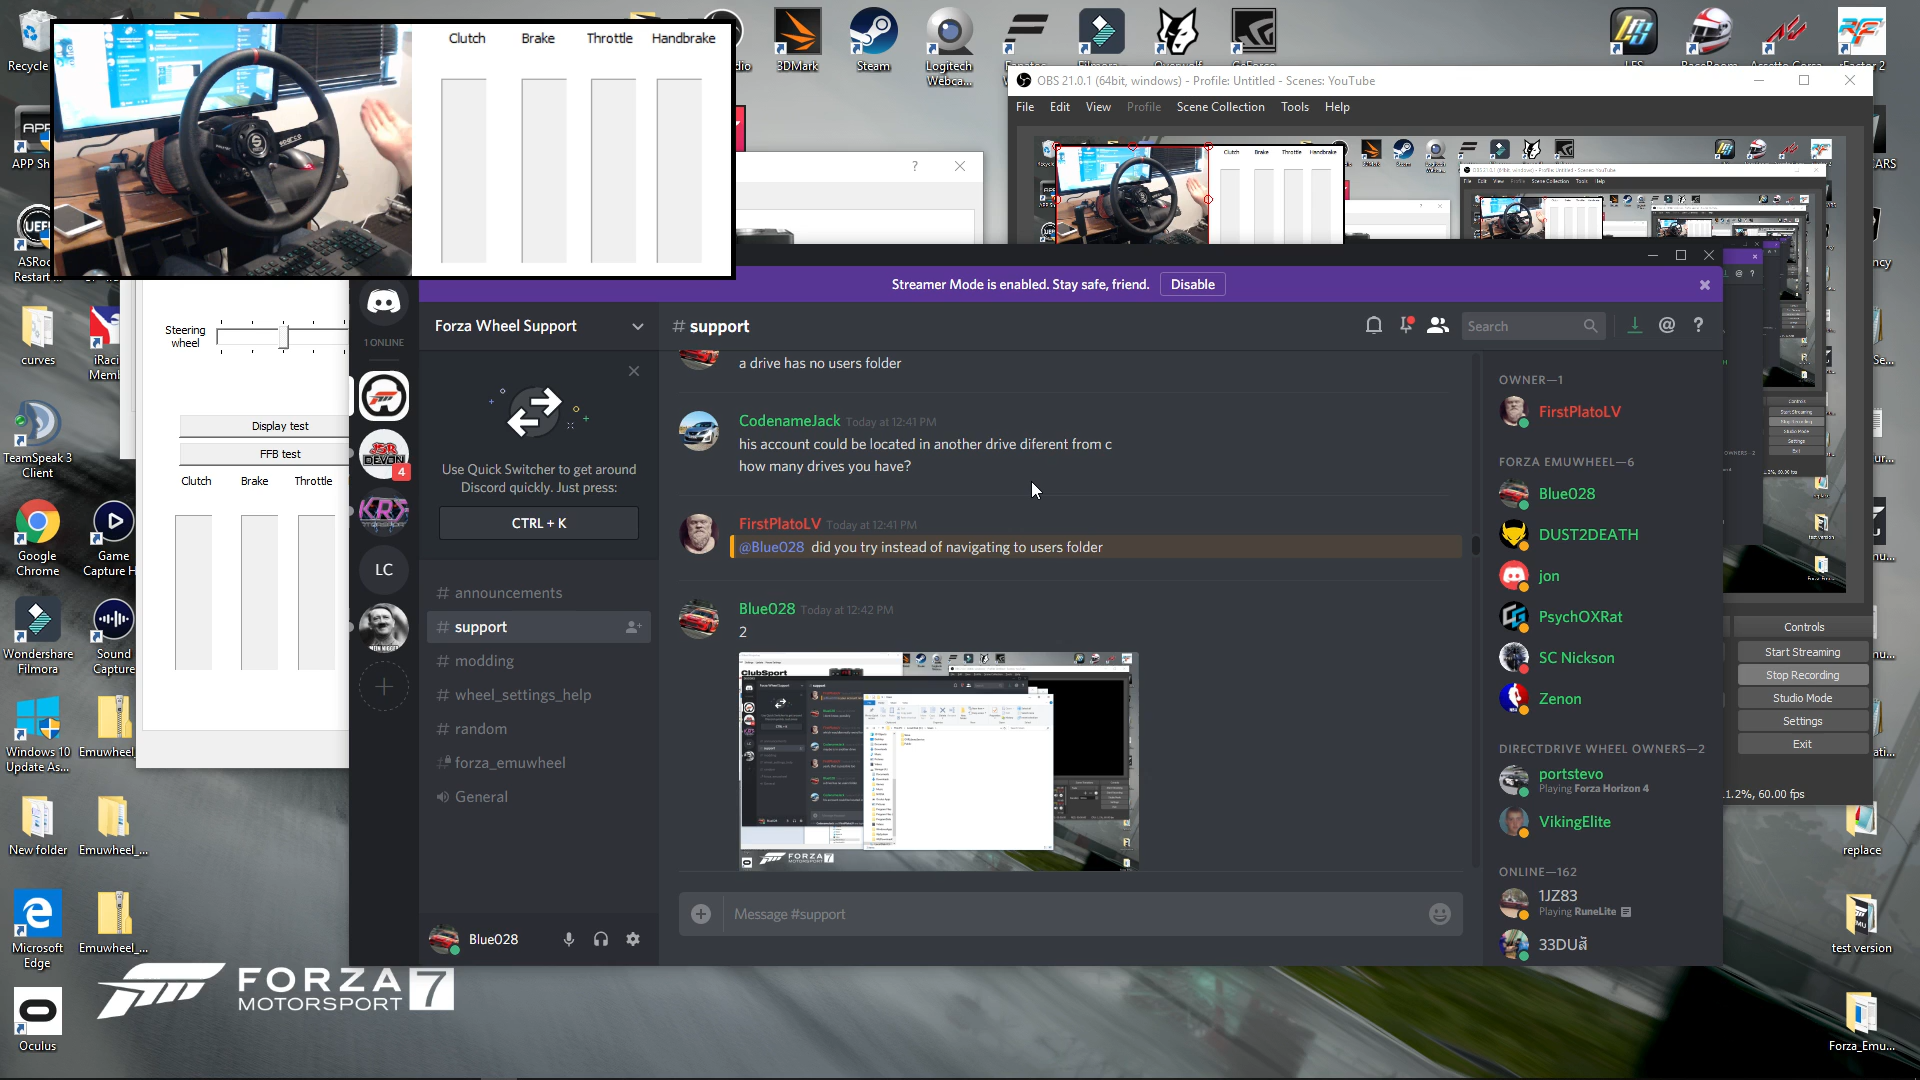 Recycle
Clutch
Brake
Throttle
Handbrake
3DMark
Steam
Logitech
Webca...
OBS 21.0.1 (64bit, windows) - Profile: Untitled - Scenes: YouTube
File Edit View Profile Scene Collection Tools Help
Streamer Mode is enabled. Stay safe, friend.
Disable
Forza Wheel Support
# support
Search
1 ONLINE
a drive has no users folder
CodenameJack Today at 12:41 PM
his account could be located in another drive diferent from c
how many drives you have?
FirstPlatoLV Today at 12:41 PM
@Blue028 did you try instead of navigating to users folder
Blue028 Today at 12:42 PM
2
Message #support
Use Quick Switcher to get around
Discord quickly. Just press:
CTRL + K
# announcements
# support
# modding
# wheel_settings_help
# random
# forza_emuwheel
General
Blue028
LC
4
OWNER—1
FirstPlatoLV
FORZA EMUWHEEL—6
Blue028
DUST2DEATH
jon
PsychOXRat
SC Nickson
Zenon
DIRECTDRIVE WHEEL OWNERS—2
portstevo
Playing Forza Horizon 4
VikingElite
ONLINE—162
1JZ83
Playing RuneLite
33DUສ໌
Controls
Start Streaming
Stop Recording
Studio Mode
Settings
Exit
60.00 fps
Steering
wheel
Display test
FFB test
Clutch
Brake
Throttle
curves
TeamSpeak 3
Client
Google
Chrome
Game
Capture H
Wondershare
Filmora
Sound
Capture
Windows 10
Update As...
Emuwheel_
New folder
Emuwheel_...
Microsoft
Edge
Emuwheel_...
Oculus
FORZA
MOTORSPORT 7
replace
test version
Forza_Emu...